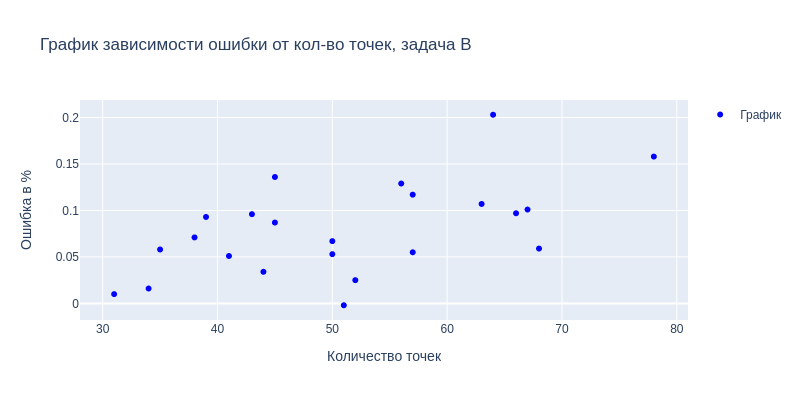 График зависимости ошибки от кол-во точек, задача B
График
Ошибка в %
0.2
0.15
0.1
0.05
0
30 40 50 60 70 80
Количество точек